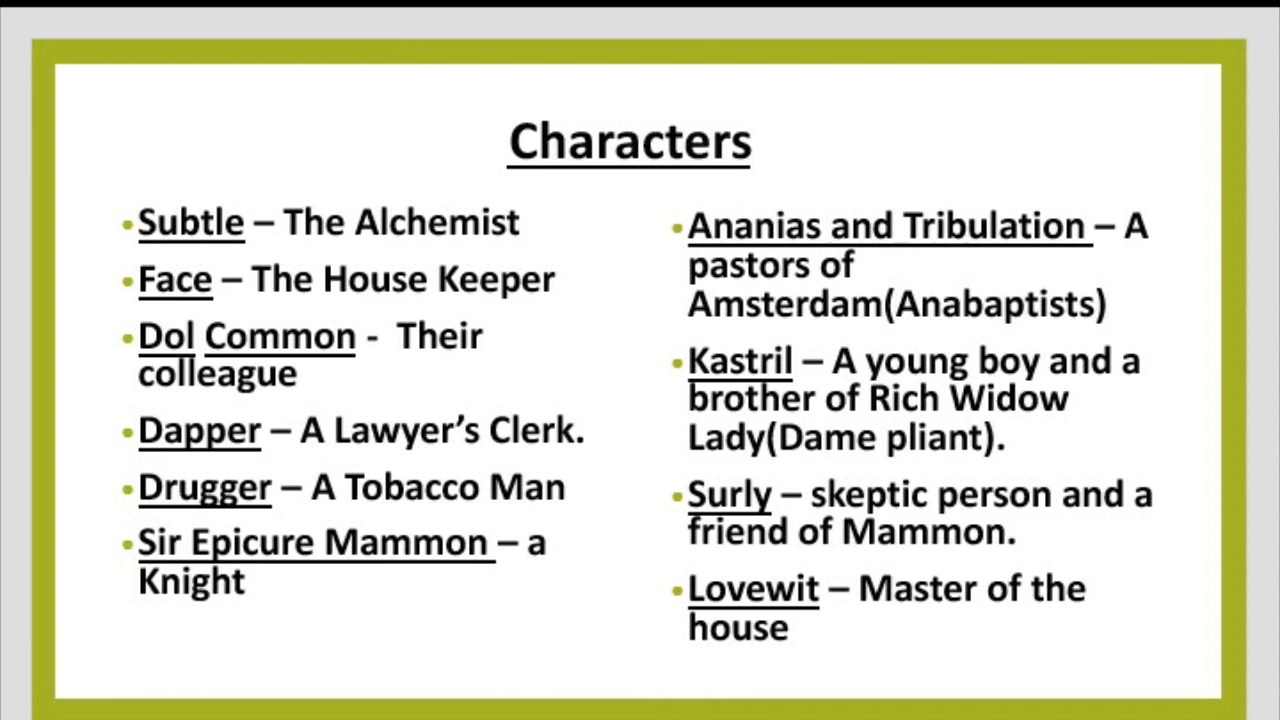 Characters
•Subtle – The Alchemist
•Face – The House Keeper
•Dol Common -  Their
colleague
•Dapper – A Lawyer’s Clerk.
•Drugger – A Tobacco Man
•Sir Epicure Mammon – a
Knight
•Ananias and Tribulation – A
pastors of
Amsterdam(Anabaptists)
•Kastril – A young boy and a
brother of Rich Widow
Lady(Dame pliant).
•Surly – skeptic person and a
friend of Mammon.
•Lovewit – Master of the
house